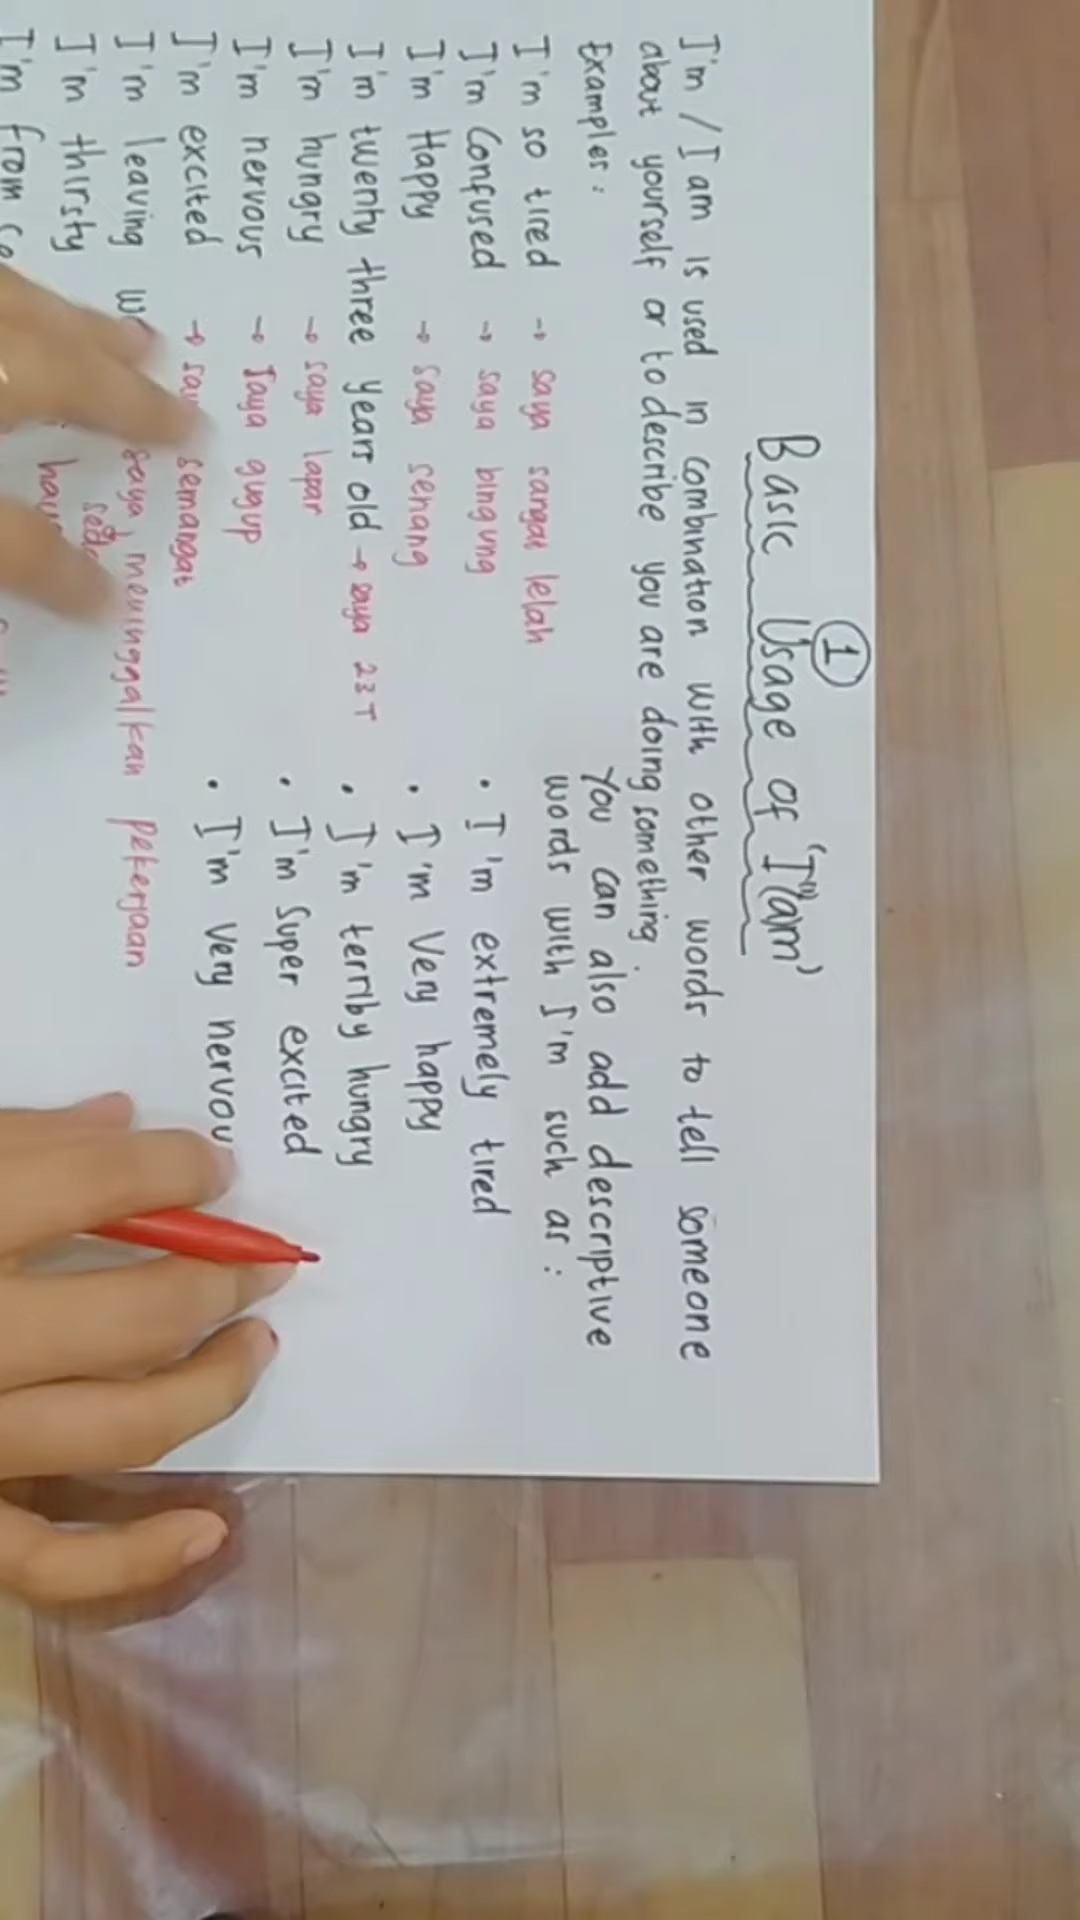 1
Basic Usage of 'I'am'
I'm / I am is used in combination with other words to tell someone
about yourself or to describe you are doing something
Examples :
You can also add descriptive
words with I'm such as :
I'm so tired → saya sangat lelah
I'm Confused → saya bingung
I'm Happy → saya senang
I'm twenty three years old → saya 23 T
I'm hungry → saya lapar
I'm nervous → saya gugup
I'm excited → semangat
I'm leaving saya meninggalkan pekerjaan
I'm thirsty
I'm from
• I'm extremely tired
• I'm Very happy
• I'm terriby hungry
• I'm Super excited
• I'm Very nervou